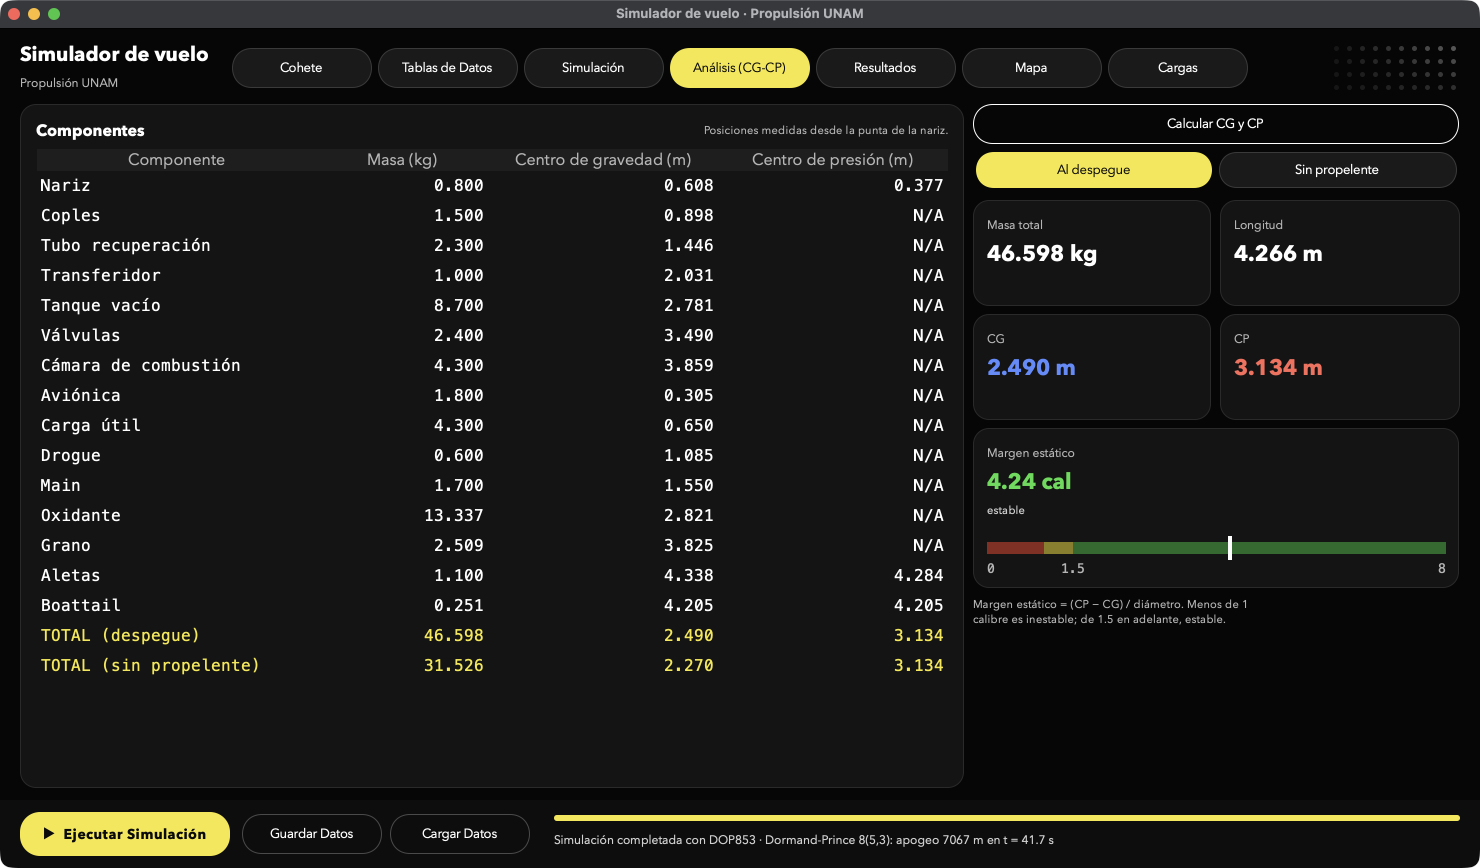 Simulador de vuelo · Propulsión UNAM
Simulador de vuelo
Propulsión UNAM
Cohete
Tablas de Datos
Simulación
Análisis (CG-CP)
Resultados
Mapa
Cargas
Componentes
Posiciones medidas desde la punta de la nariz.
Componente Masa (kg) Centro de gravedad (m) Centro de presión (m)
Nariz 0.800 0.608 0.377
Coples 1.500 0.898 N/A
Tubo recuperación 2.300 1.446 N/A
Transferidor 1.000 2.031 N/A
Tanque vacío 8.700 2.781 N/A
Válvulas 2.400 3.490 N/A
Cámara de combustión 4.300 3.859 N/A
Aviónica 1.800 0.305 N/A
Carga útil 4.300 0.650 N/A
Drogue 0.600 1.085 N/A
Main 1.700 1.550 N/A
Oxidante 13.337 2.821 N/A
Grano 2.509 3.825 N/A
Aletas 1.100 4.338 4.284
Boattail 0.251 4.205 4.205
TOTAL (despegue) 46.598 2.490 3.134
TOTAL (sin propelente) 31.526 2.270 3.134
Calcular CG y CP
Al despegue
Sin propelente
Masa total
46.598 kg
Longitud
4.266 m
CG
2.490 m
CP
3.134 m
Margen estático
4.24 cal
estable
0 1.5 8
Margen estático = (CP − CG) / diámetro. Menos de 1
calibre es inestable; de 1.5 en adelante, estable.
▶ Ejecutar Simulación
Guardar Datos
Cargar Datos
Simulación completada con DOP853 · Dormand-Prince 8(5,3): apogeo 7067 m en t = 41.7 s